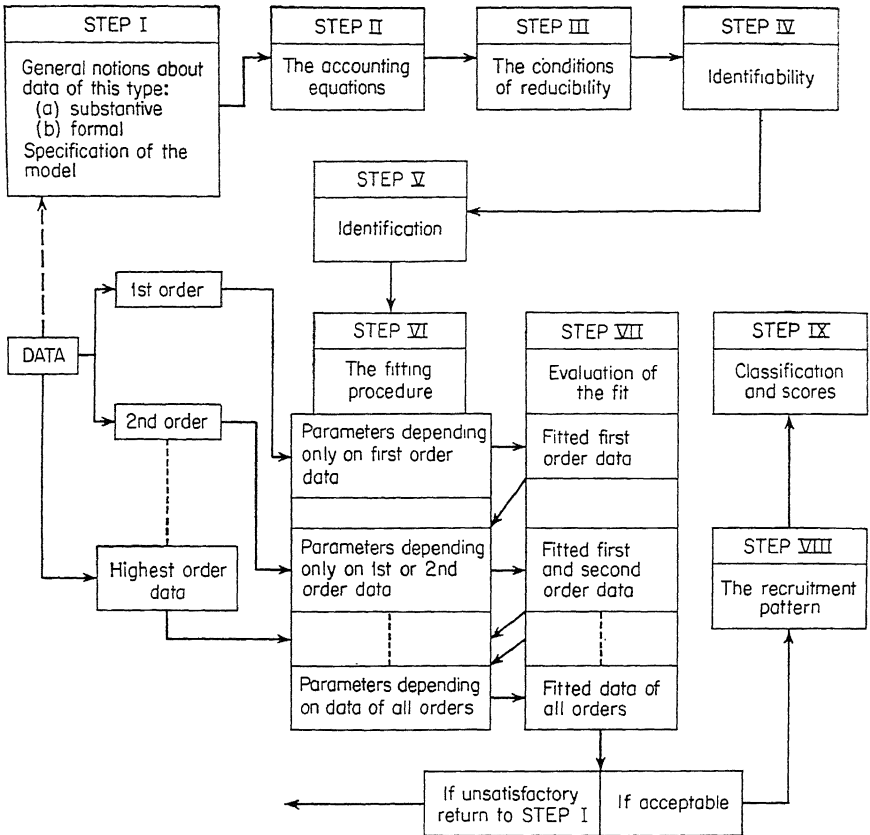 STEP I
General notions about
data of this type:
(a) substantive
(b) formal
Specification of the
model
STEP II
The accounting
equations
STEP III
The conditions
of reducibility
STEP IV
Identifiability
STEP V
Identification
DATA
1st order
2nd order
Highest order
data
STEP VI
The fitting
procedure
Parameters depending
only on first order
data
Parameters depending
only on 1st or 2nd
order data
Parameters depending
on data of all orders
STEP VII
Evaluation of
the fit
Fitted first
order data
Fitted first
and second
order data
Fitted data of
all orders
If unsatisfactory
return to STEP I
If acceptable
STEP VIII
The recruitment
pattern
STEP IX
Classification
and scores